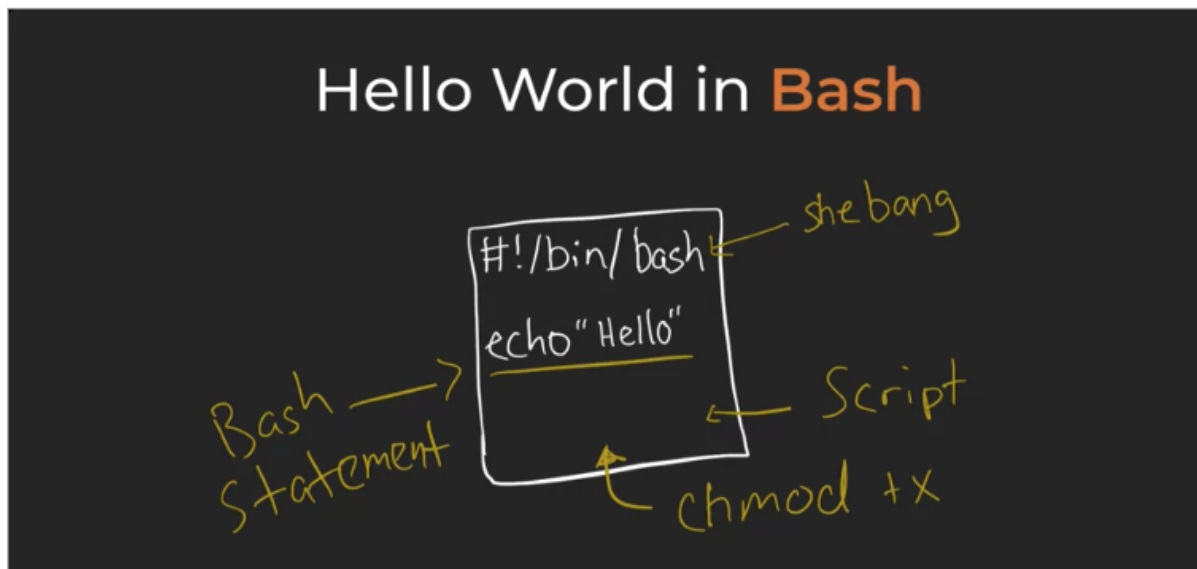 Hello World in Bash
shebang
#!/bin/bash
echo "Hello"
Bash
statement
Script
chmod +x